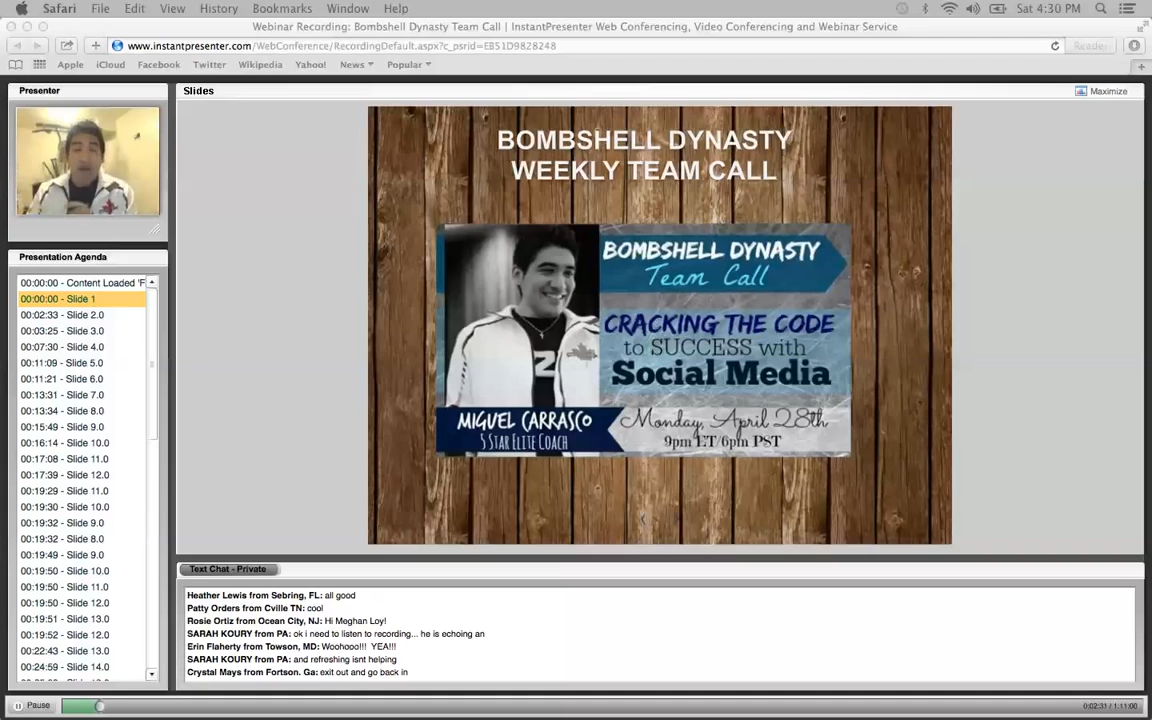 Safari File Edit View History Bookmarks Window Help
Sat 4:30 PM
Webinar Recording: Bombshell Dynasty Team Call | InstantPresenter Web Conferencing, Video Conferencing and Webinar Service
www.instantpresenter.com/WebConference/RecordingDefault.aspx?c_psrid=EB51D9828248
Reader
Apple iCloud Facebook Twitter Wikipedia Yahoo! News Popular
Presenter
Slides
Maximize
BOMBSHELL DYNASTY
WEEKLY TEAM CALL
BOMBSHELL DYNASTY
Team Call
CRACKING THE CODE
to SUCCESS with
Social Media
MIGUEL CARRASCO
5 STAR ELITE COACH
Monday, April 28th
9pm ET/6pm PST
Presentation Agenda
00:00:00 - Content Loaded 'F
00:00:00 - Slide 1
00:02:33 - Slide 2.0
00:03:25 - Slide 3.0
00:07:30 - Slide 4.0
00:11:09 - Slide 5.0
00:11:21 - Slide 6.0
00:13:31 - Slide 7.0
00:13:34 - Slide 8.0
00:15:49 - Slide 9.0
00:16:14 - Slide 10.0
00:17:08 - Slide 11.0
00:17:39 - Slide 12.0
00:19:29 - Slide 11.0
00:19:30 - Slide 10.0
00:19:32 - Slide 9.0
00:19:32 - Slide 8.0
00:19:49 - Slide 9.0
00:19:50 - Slide 10.0
00:19:50 - Slide 11.0
00:19:50 - Slide 12.0
00:19:51 - Slide 13.0
00:19:52 - Slide 12.0
00:22:43 - Slide 13.0
00:24:59 - Slide 14.0
Text Chat - Private
Heather Lewis from Sebring, FL: all good
Patty Orders from Cville TN: cool
Rosie Ortiz from Ocean City, NJ: Hi Meghan Loy!
SARAH KOURY from PA: ok i need to listen to recording... he is echoing an
Erin Flaherty from Towson, MD: Woohooo!!! YEA!!!
SARAH KOURY from PA: and refreshing isnt helping
Crystal Mays from Fortson. Ga: exit out and go back in
Pause
0:02:31 / 1:11:00